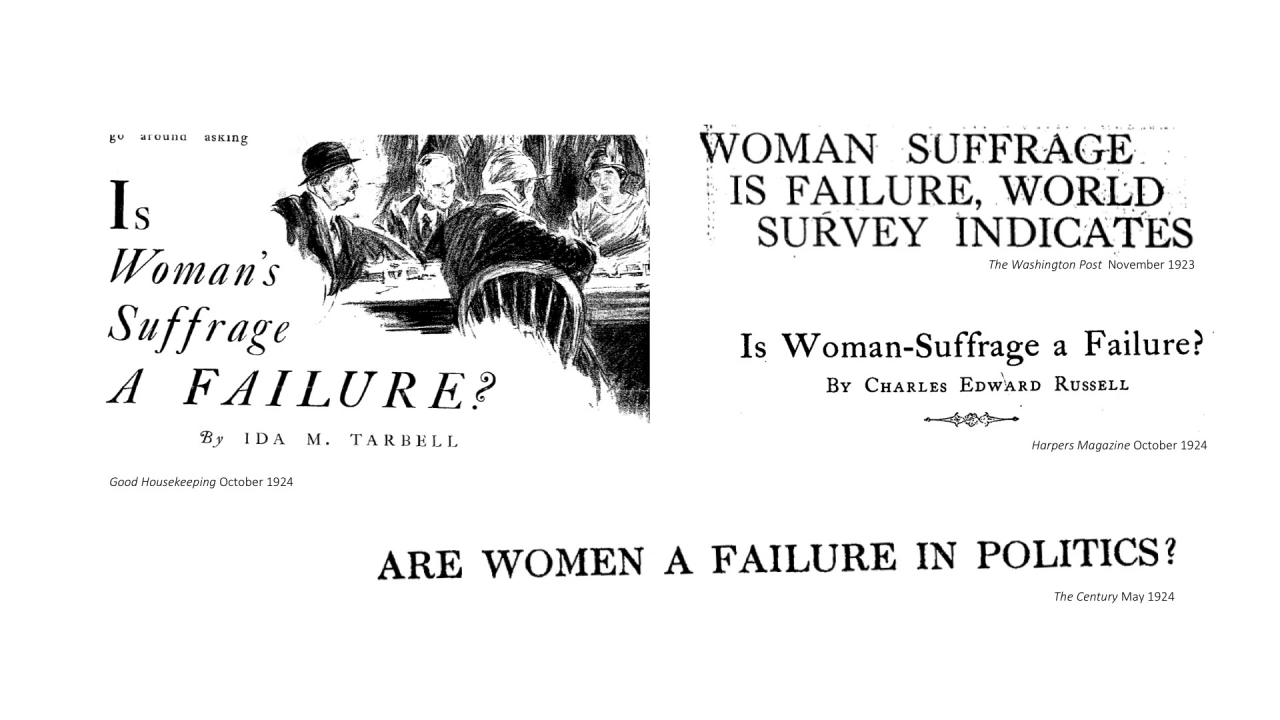 go around asking
Is
Woman's
Suffrage
A FAILURE?
By IDA M. TARBELL
Good Housekeeping October 1924
WOMAN SUFFRAGE
IS FAILURE, WORLD
SURVEY INDICATES
The Washington Post November 1923
Is Woman-Suffrage a Failure?
By Charles Edward Russell
Harpers Magazine October 1924
ARE WOMEN A FAILURE IN POLITICS?
The Century May 1924